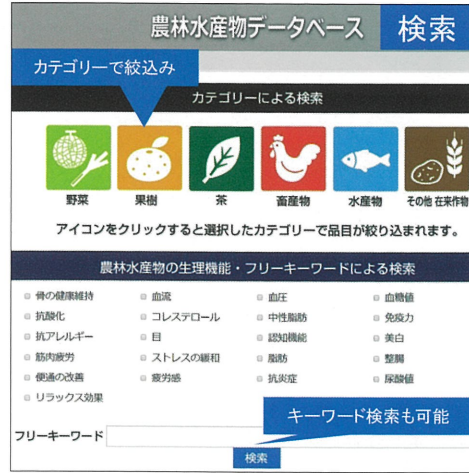 農林水産物データベース 検索
カテゴリーで絞込み
カテゴリーによる検索
野菜 果樹 茶 畜産物 水産物 その他 在来作物
アイコンをクリックすると選択したカテゴリーで品目が絞り込まれます。
農林水産物の生理機能・フリーキーワードによる検索
骨の健康維持 血流 血圧 血糖値
抗酸化 コレステロール 中性脂肪 免疫力
抗アレルギー 目 認知機能 美白
筋肉疲労 ストレスの緩和 脂肪 整腸
便通の改善 疲労感 抗炎症 尿酸値
リラックス効果
キーワード検索も可能
フリーキーワード
検索